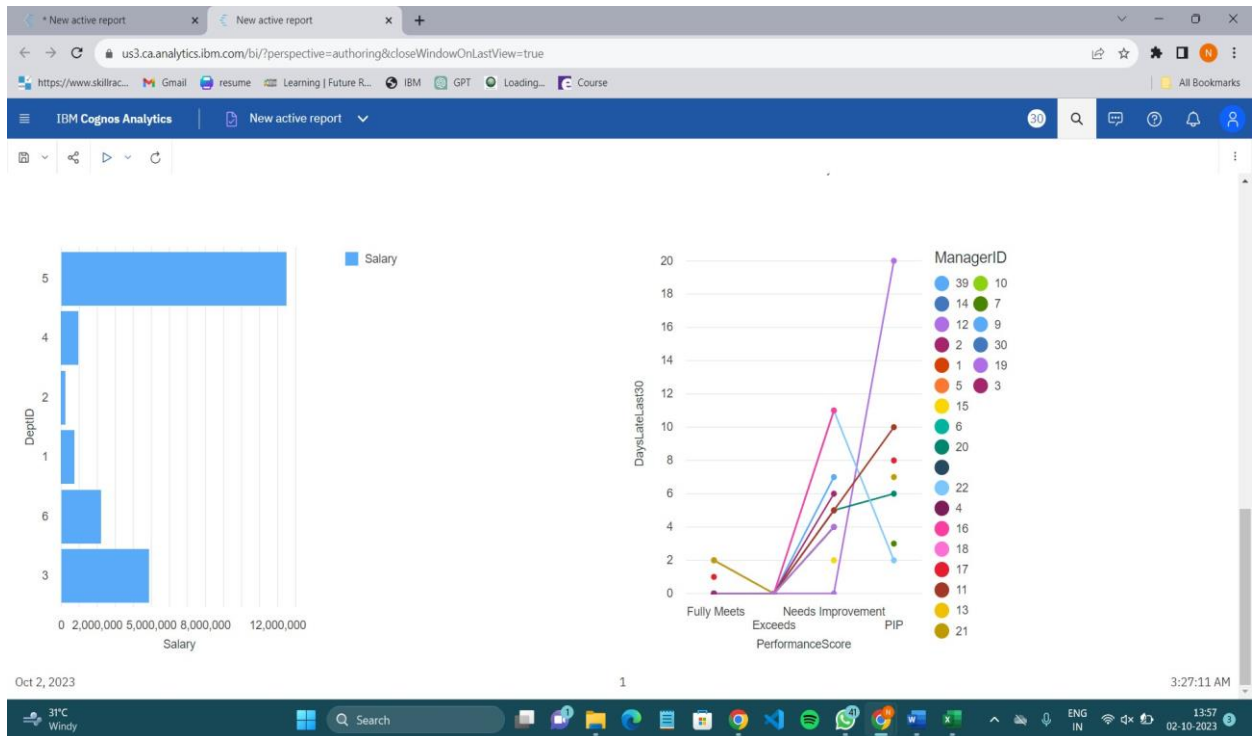 * New active report
New active report
us3.ca.analytics.ibm.com/bi/?perspective=authoring&closeWindowOnLastView=true
N
https://www.skillrac... Gmail resume Learning | Future R... IBM GPT Loading... Course All Bookmarks
IBM Cognos Analytics New active report 30
Salary
5
4
2
1
6
3
DeptID
0 2,000,000 5,000,000 8,000,000 12,000,000
Salary
20
18
16
14
12
10
8
6
4
2
0
DaysLateLast30
Fully Meets Needs Improvement
Exceeds PIP
PerformanceScore
ManagerID
39 10
14 7
12 9
2 30
1 19
5 3
15
6
20
22
4
16
18
17
11
13
21
Oct 2, 2023 1 3:27:11 AM
31°C
Windy
Search
41
ENG
IN
13:57
02-10-2023
3